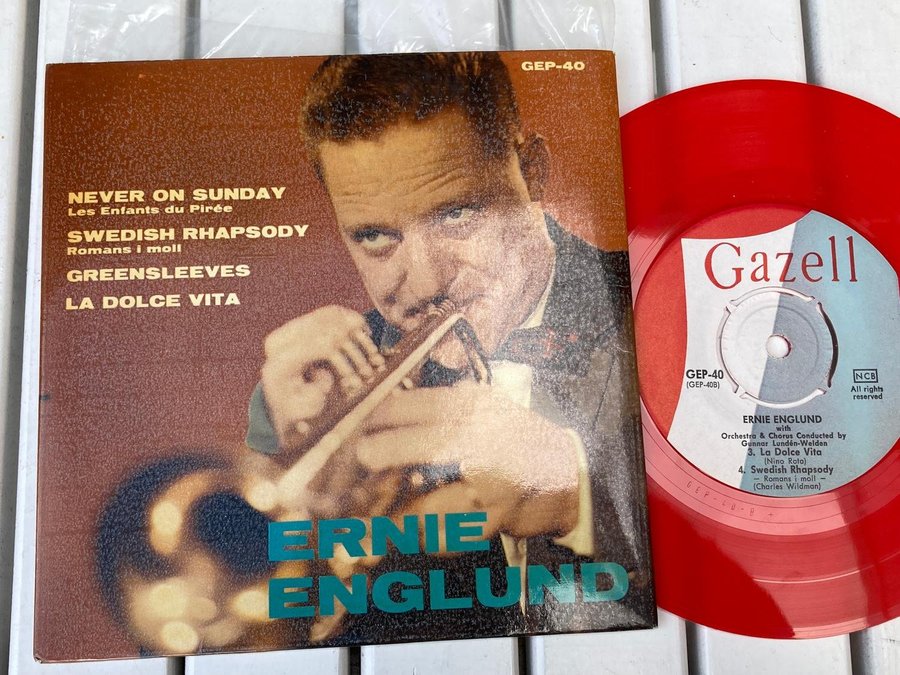 GEP-40
NEVER ON SUNDAY
Les Enfants du Pirée
SWEDISH RHAPSODY
Romans i moll
GREENSLEEVES
LA DOLCE VITA
ERNIE
ENGLUND
Gazell
GEP-40
(GEP-40B)
NCB
All rights
reserved
ERNIE ENGLUND
with
Orchestra & Chorus Conducted by
Gunnar Lundén-Welden
3. La Dolce Vita
(Nino Rota)
4. Swedish Rhapsody
— Romans i moll —
(Charles Wildman)
GEP-40-B